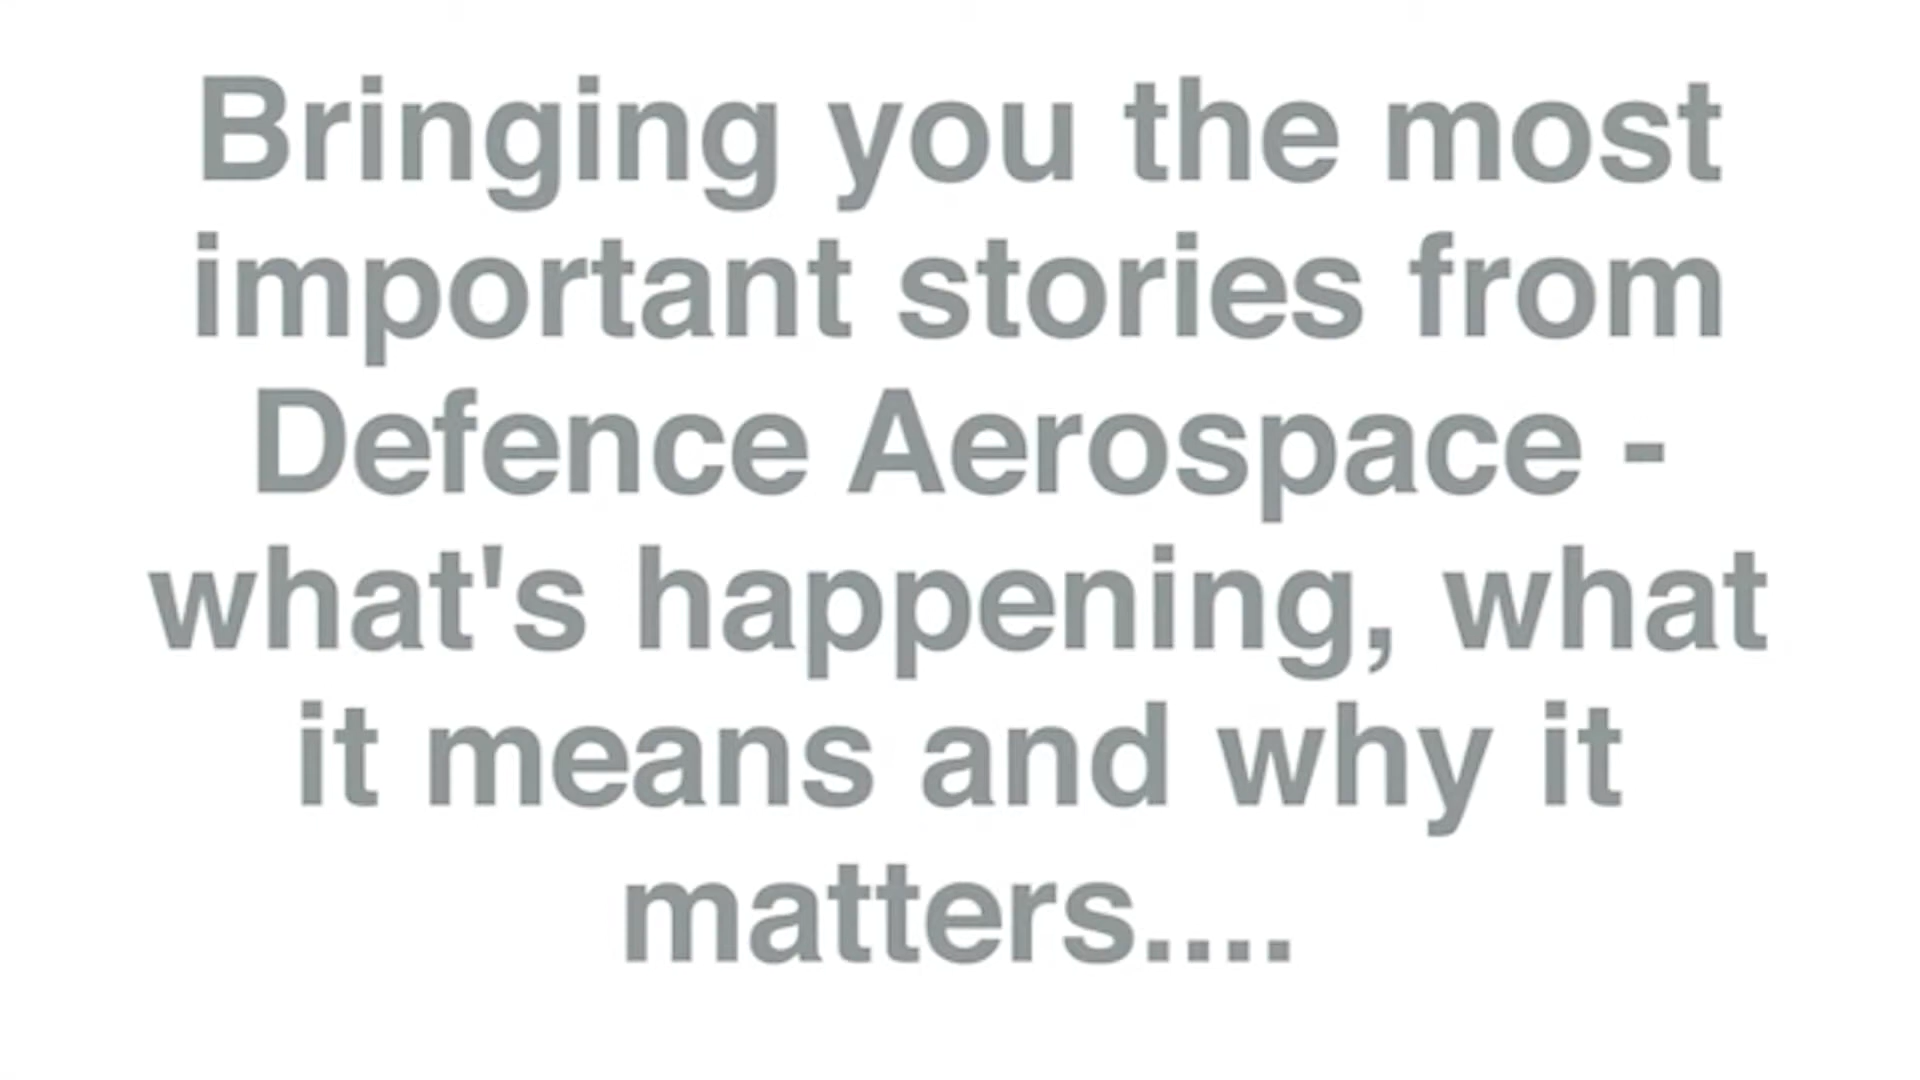 Bringing you the most
important stories from
Defence Aerospace -
what's happening, what
it means and why it
matters....